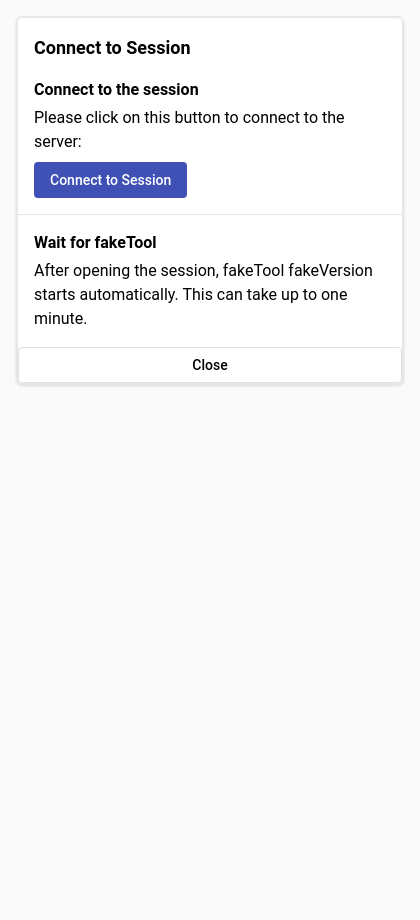 Connect to Session
Connect to the session
Please click on this button to connect to the
server:
Connect to Session
Wait for fakeTool
After opening the session, fakeTool fakeVersion
starts automatically. This can take up to one
minute.
Close